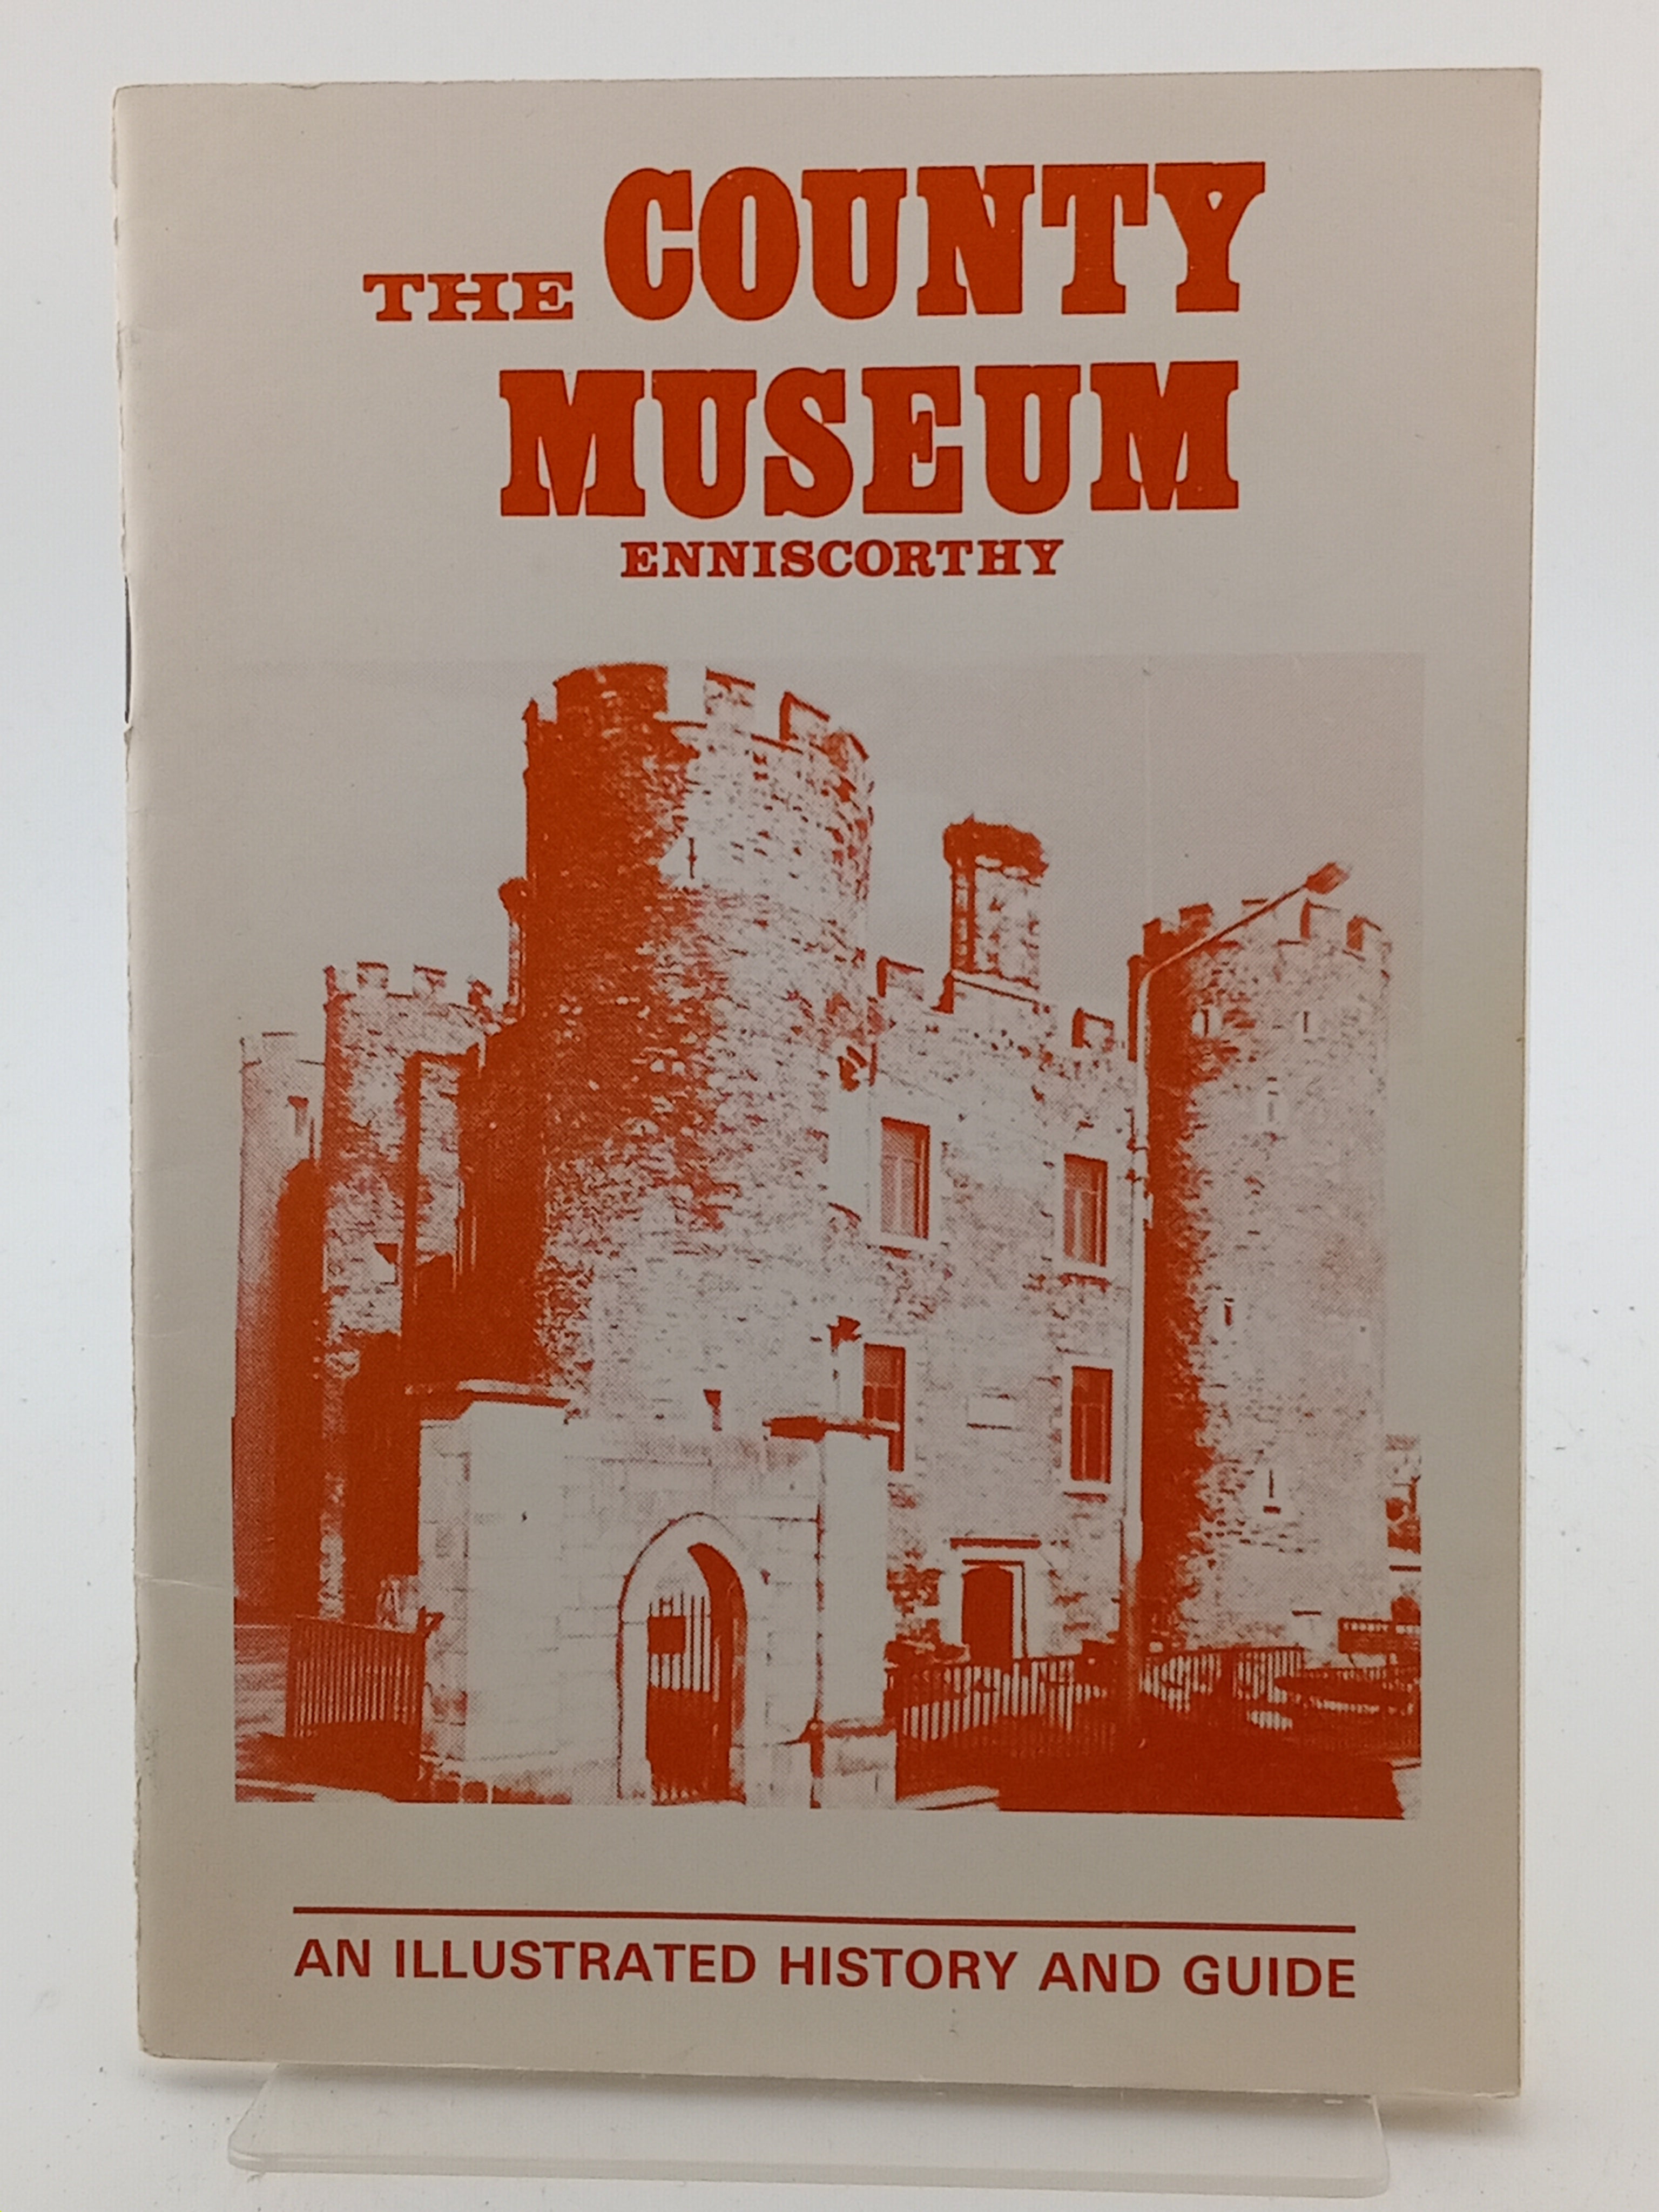 THE COUNTY
MUSEUM
ENNISCORTHY
AN ILLUSTRATED HISTORY AND GUIDE